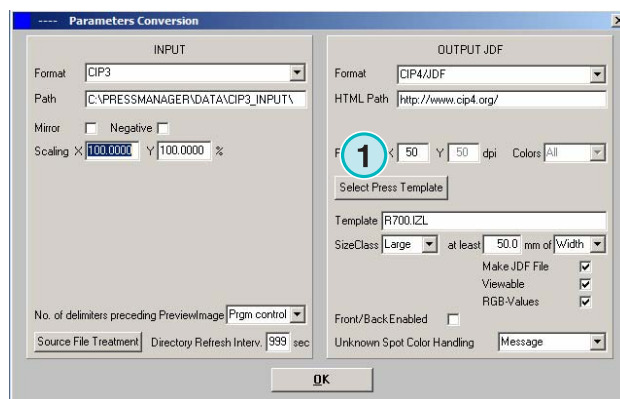 ---- Parameters Conversion
INPUT
Format CIP3
Path C:\PRESSMANAGER\DATA\CIP3_INPUT\
Mirror Negative
Scaling X 100.0000 Y 100.0000 %
No. of delimiters preceding PreviewImage Prgm control
Source File Treatment Directory Refresh Interv. 999 sec
OUTPUT JDF
Format CIP4/JDF
HTML Path http://www.cip4.org/
1 50 Y 50 dpi Colors All
Select Press Template
Template R700.IZL
SizeClass Large at least 50.0 mm of Width
Make JDF File
Viewable
RGB-Values
Front/Back Enabled
Unknown Spot Color Handling Message
OK